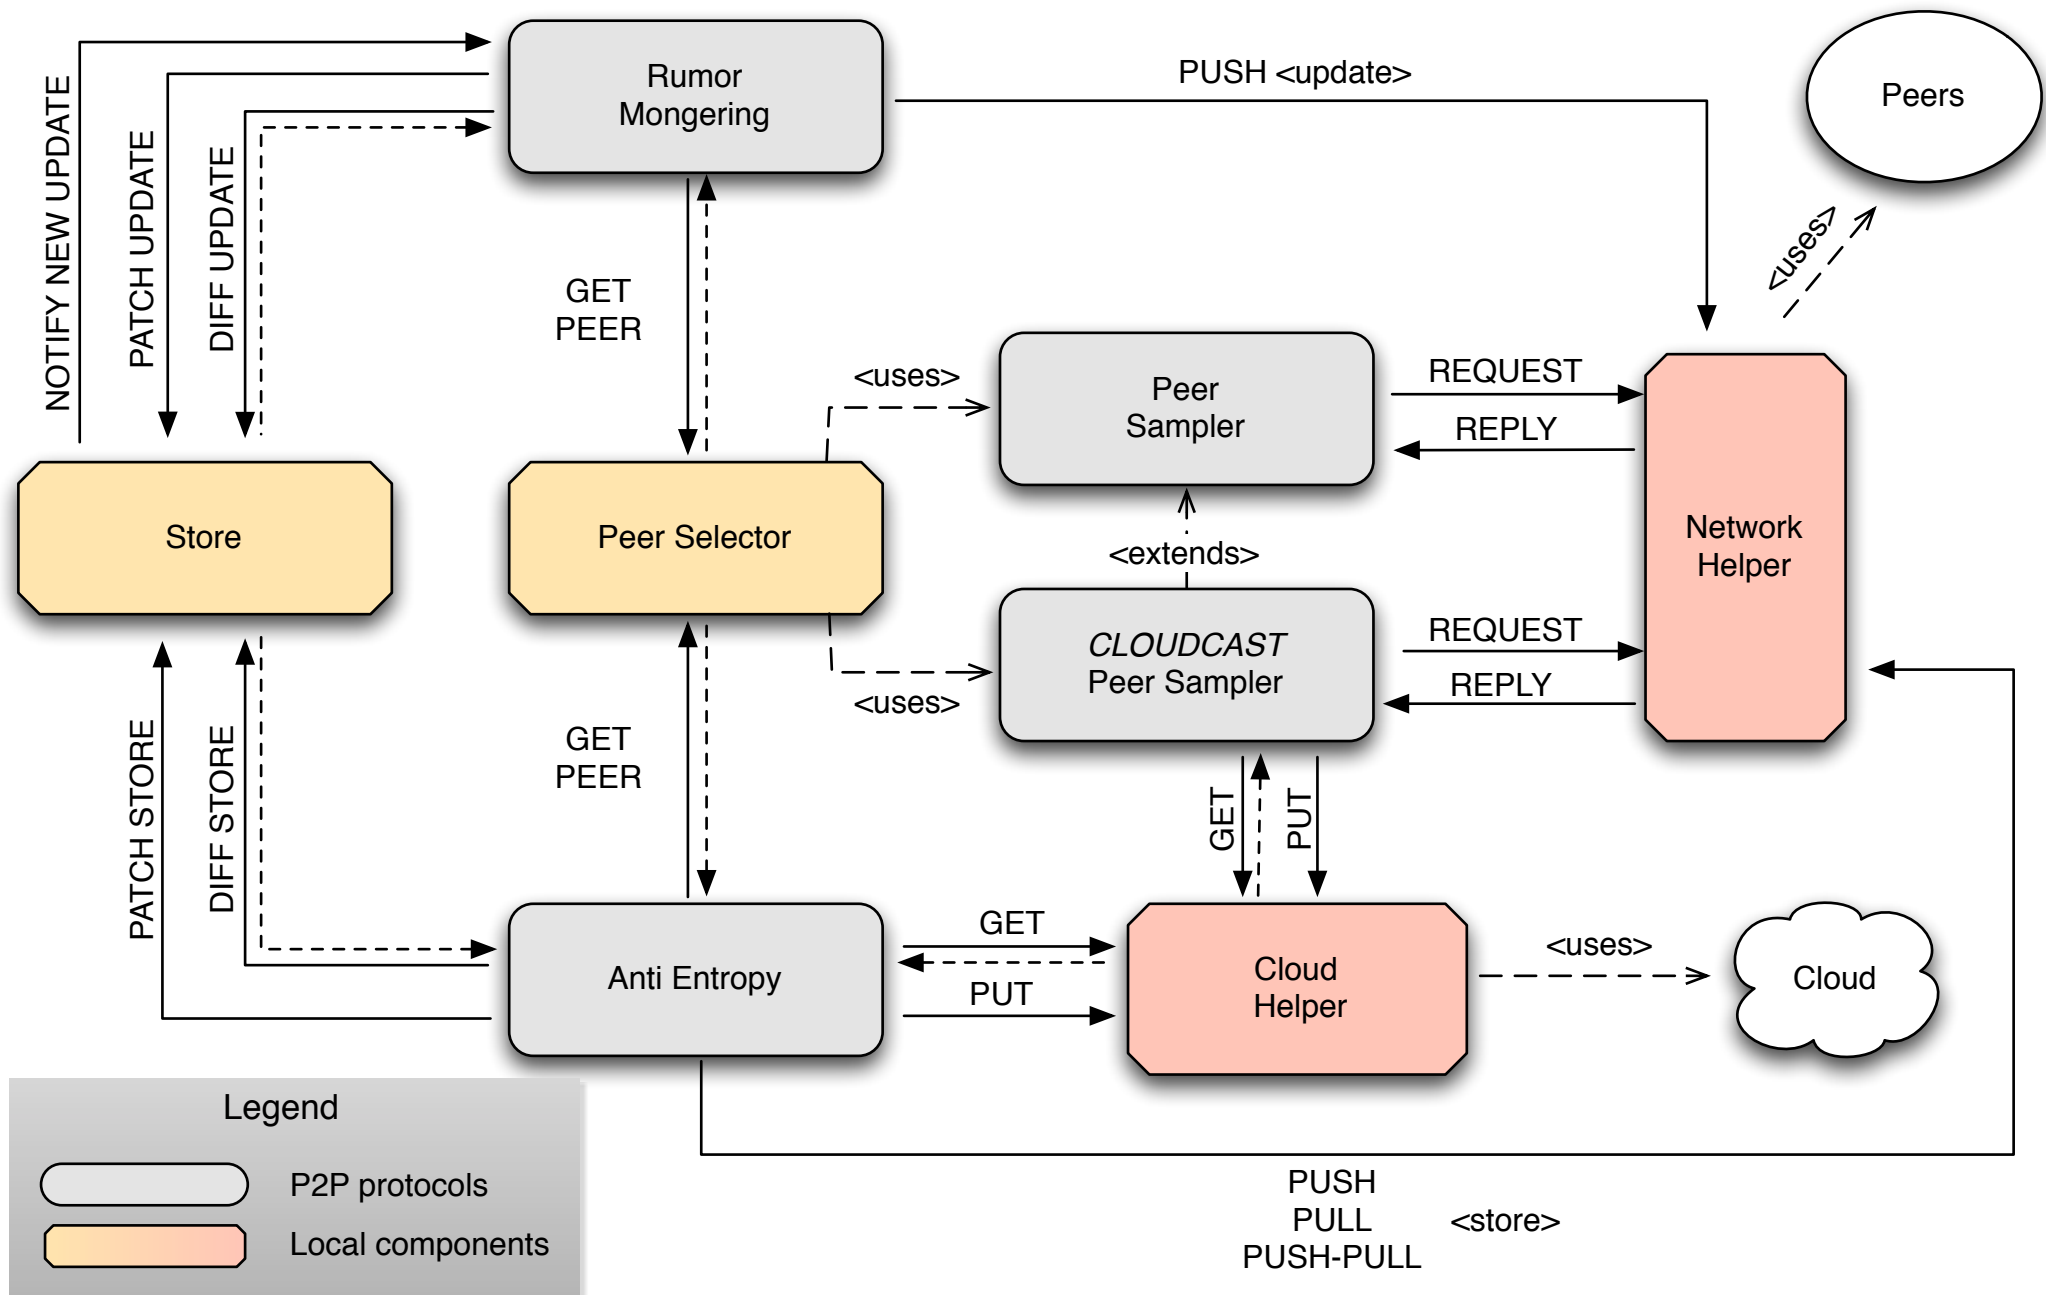 Rumor
Mongering
PUSH <update>
Peers
NOTIFY NEW UPDATE
PATCH UPDATE
DIFF UPDATE
<uses>
GET
PEER
<uses>
Peer
Sampler
REQUEST
REPLY
Store
Peer Selector
Network
Helper
<extends>
CLOUDCAST
Peer Sampler
REQUEST
REPLY
<uses>
PATCH STORE
DIFF STORE
GET
PEER
GET
PUT
Anti Entropy
GET
PUT
Cloud
Helper
<uses>
Cloud
Legend
P2P protocols
Local components
PUSH
PULL <store>
PUSH-PULL